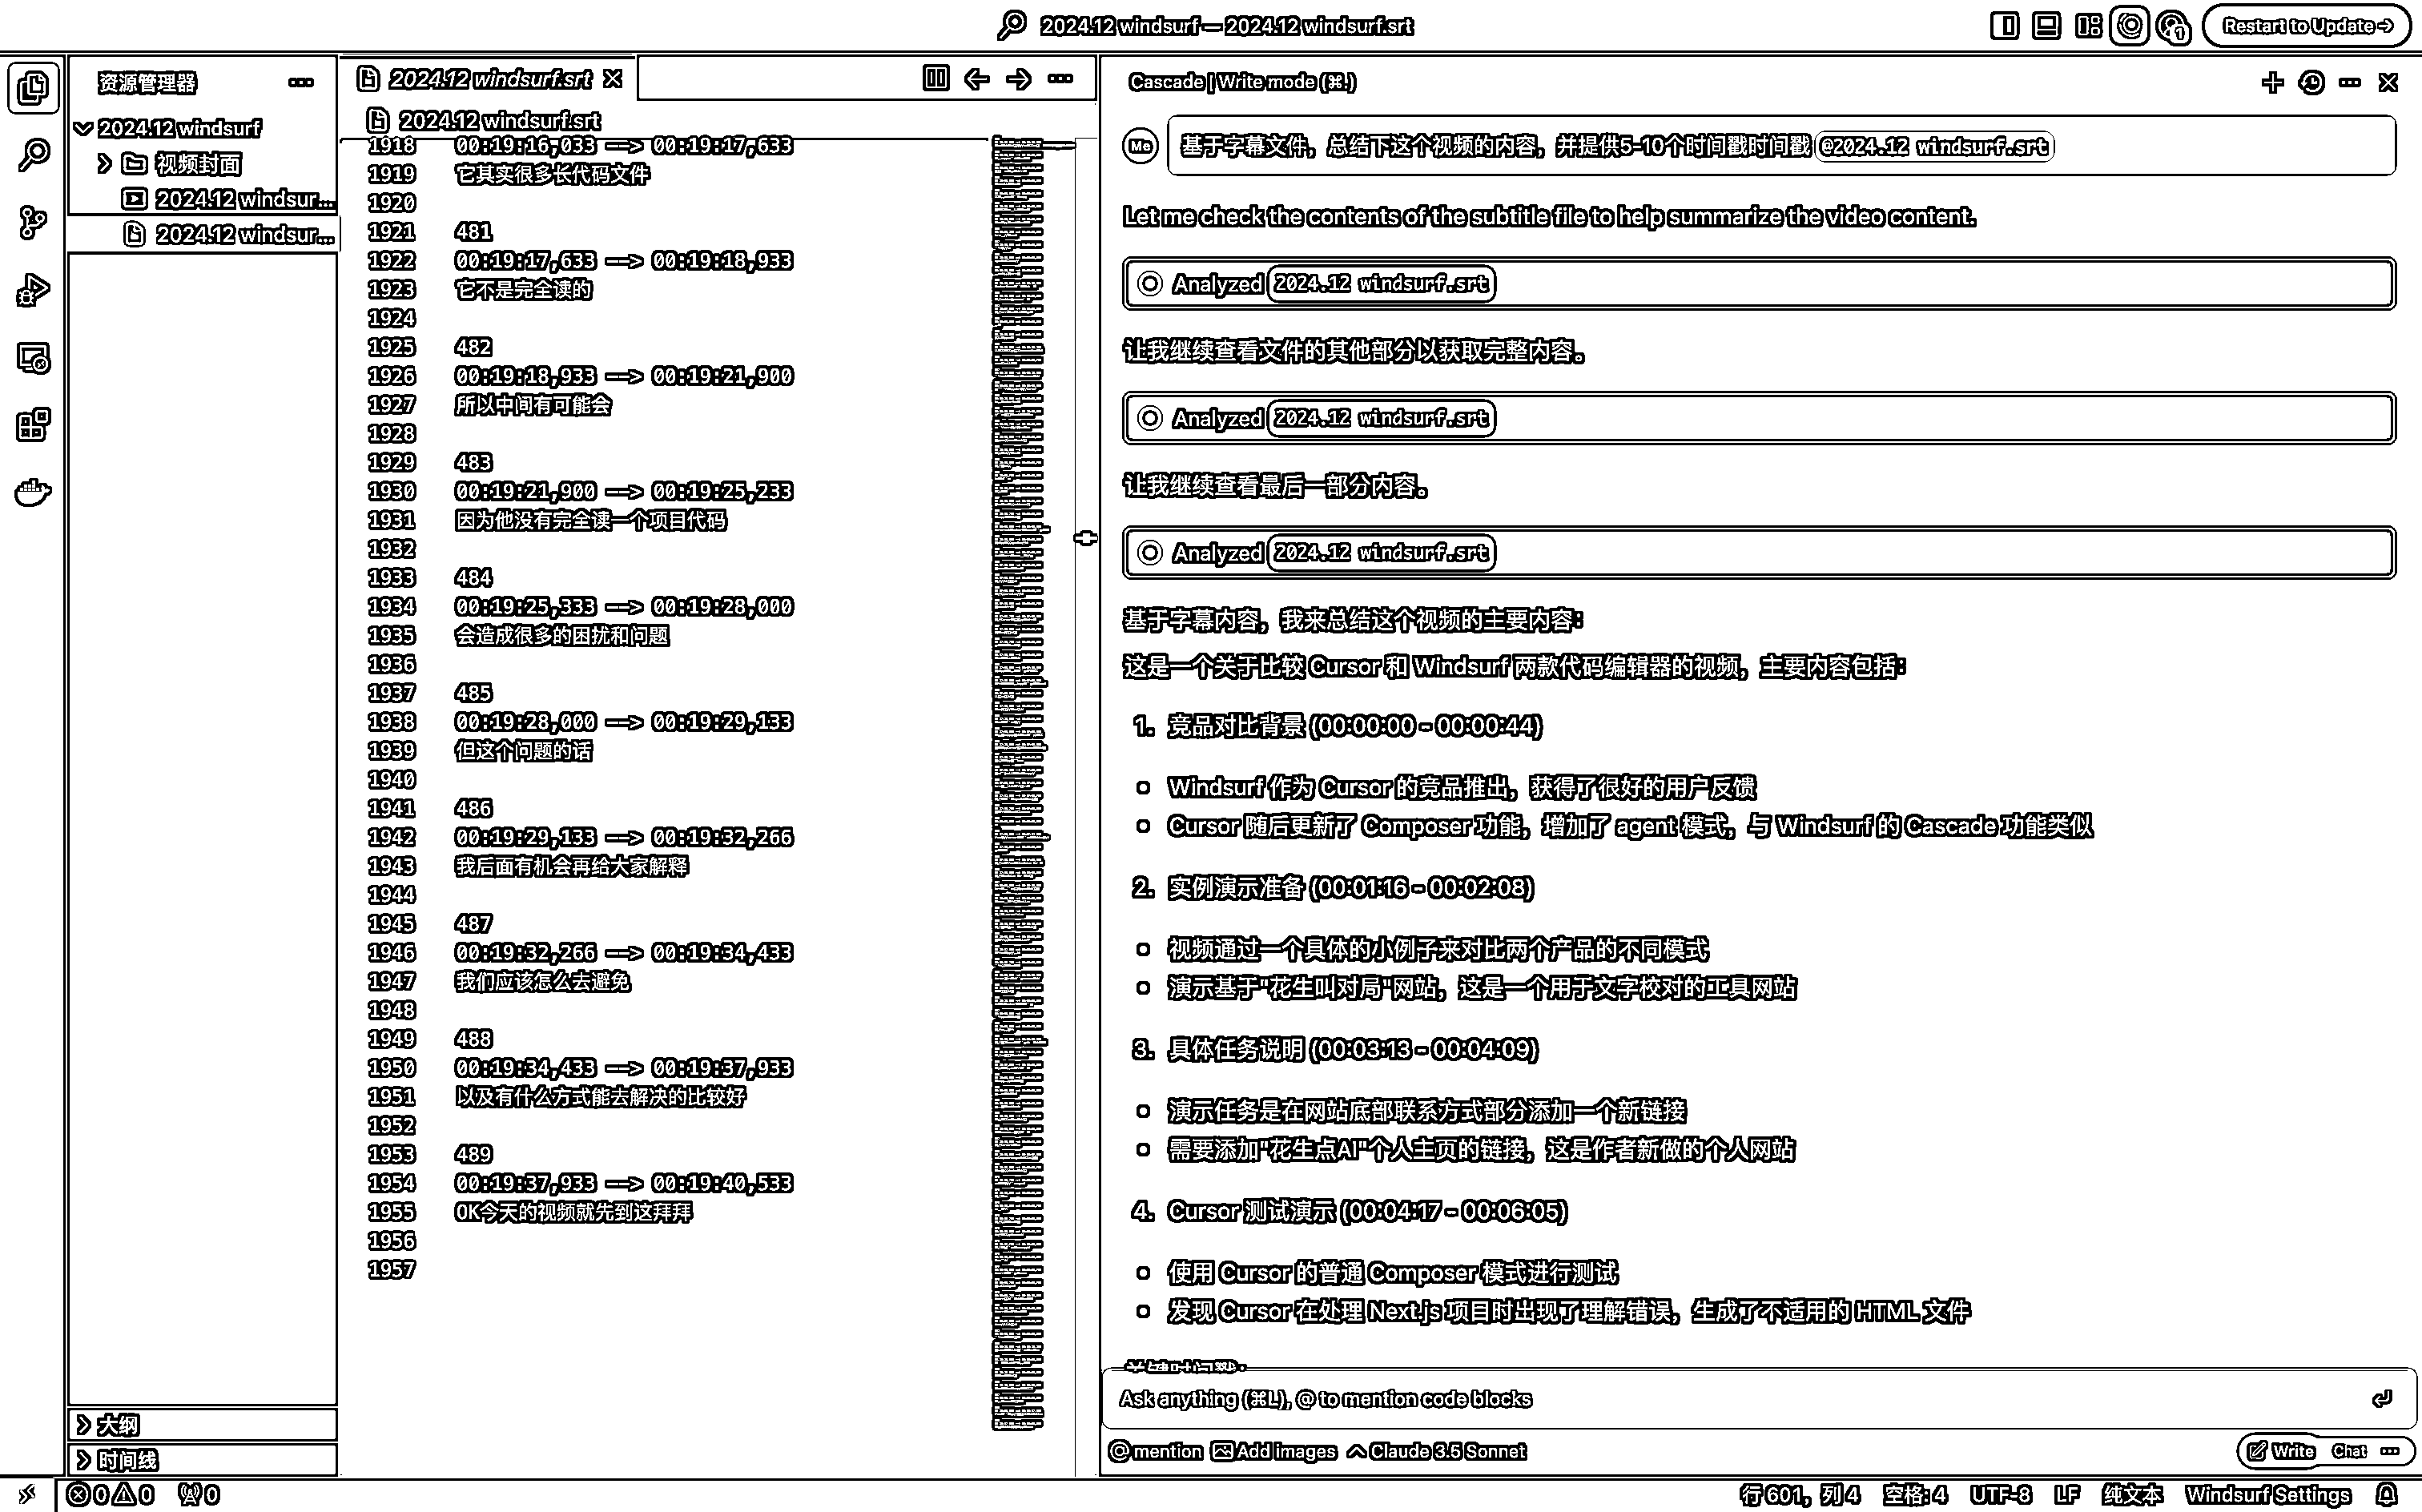 2024.12 windsurf — 2024.12 windsurf.srt
1
Restart to Update →
资源管理器
2024.12 windsurf
视频封面
2024.12 windsur...
2024.12 windsur...
大纲
时间线
2024.12 windsurf.srt
2024.12 windsurf.srt
1918 00:19:16,033 --> 00:19:17,633
1919 它其实很多长代码文件
1920
1921 481
1922 00:19:17,633 --> 00:19:18,933
1923 它不是完全读的
1924
1925 482
1926 00:19:18,933 --> 00:19:21,900
1927 所以中间有可能会
1928
1929 483
1930 00:19:21,900 --> 00:19:25,233
1931 因为他没有完全读一个项目代码
1932
1933 484
1934 00:19:25,333 --> 00:19:28,000
1935 会造成很多的困扰和问题
1936
1937 485
1938 00:19:28,000 --> 00:19:29,133
1939 但这个问题的话
1940
1941 486
1942 00:19:29,133 --> 00:19:32,266
1943 我后面有机会再给大家解释
1944
1945 487
1946 00:19:32,266 --> 00:19:34,433
1947 我们应该怎么去避免
1948
1949 488
1950 00:19:34,433 --> 00:19:37,933
1951 以及有什么方式能去解决的比较好
1952
1953 489
1954 00:19:37,933 --> 00:19:40,533
1955 OK今天的视频就先到这拜拜
1956
1957
Cascade | Write mode (⌘.)
Me
基于字幕文件，总结下这个视频的内容，并提供5-10个时间戳时间戳 @2024.12 windsurf.srt
Let me check the contents of the subtitle file to help summarize the video content.
Analyzed 2024.12 windsurf.srt
让我继续查看文件的其他部分以获取完整内容。
Analyzed 2024.12 windsurf.srt
让我继续查看最后一部分内容。
Analyzed 2024.12 windsurf.srt
基于字幕内容，我来总结这个视频的主要内容：
这是一个关于比较 Cursor 和 Windsurf 两款代码编辑器的视频，主要内容包括：
1. 竞品对比背景 (00:00:00 - 00:00:44)
Windsurf 作为 Cursor 的竞品推出，获得了很好的用户反馈
Cursor 随后更新了 Composer 功能，增加了 agent 模式，与 Windsurf 的 Cascade 功能类似
2. 实例演示准备 (00:01:16 - 00:02:08)
视频通过一个具体的小例子来对比两个产品的不同模式
演示基于"花生叫对局"网站，这是一个用于文字校对的工具网站
3. 具体任务说明 (00:03:13 - 00:04:09)
演示任务是在网站底部联系方式部分添加一个新链接
需要添加"花生点AI"个人主页的链接，这是作者新做的个人网站
4. Cursor 测试演示 (00:04:17 - 00:06:05)
使用 Cursor 的普通 Composer 模式进行测试
发现 Cursor 在处理 Next.js 项目时出现了理解错误，生成了不适用的 HTML 文件
Ask anything (⌘L), @ to mention code blocks
@ mention Add images Claude 3.5 Sonnet
Write Chat
0 0 0
行 601，列 4 空格: 4 UTF-8 LF 纯文本 Windsurf Settings